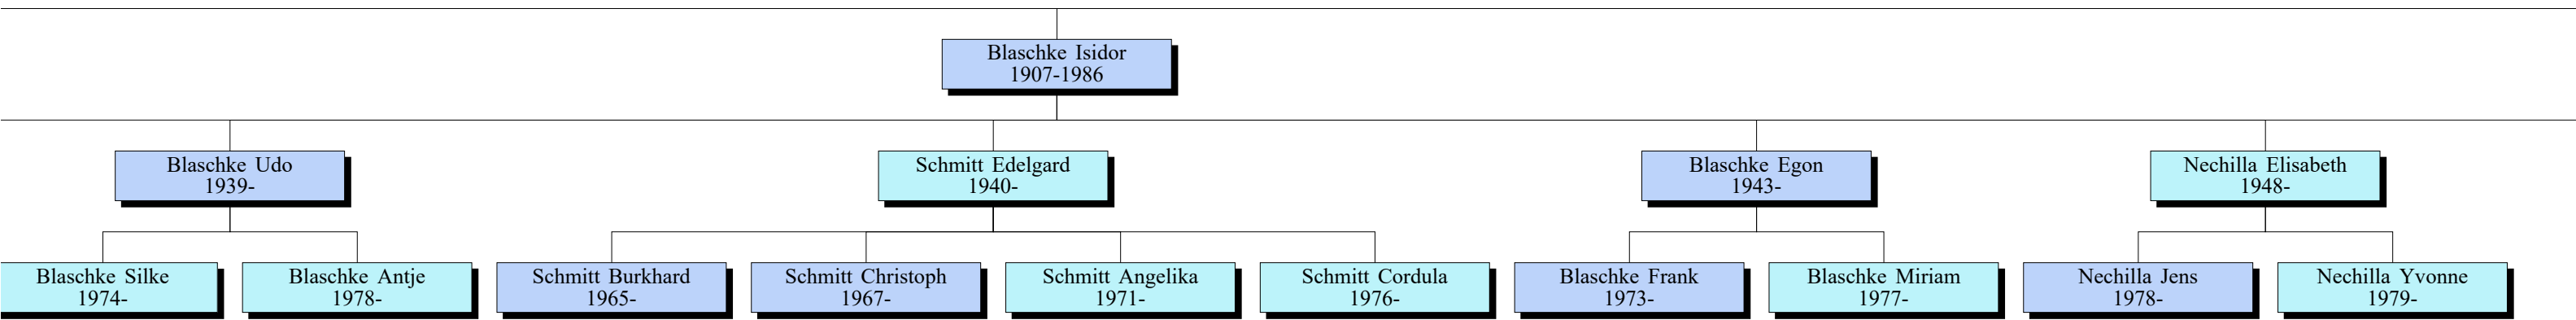 Blaschke Isidor
1907-1986
Blaschke Udo
1939-
Schmitt Edelgard
1940-
Blaschke Egon
1943-
Nechilla Elisabeth
1948-
Blaschke Silke
1974-
Blaschke Antje
1978-
Schmitt Burkhard
1965-
Schmitt Christoph
1967-
Schmitt Angelika
1971-
Schmitt Cordula
1976-
Blaschke Frank
1973-
Blaschke Miriam
1977-
Nechilla Jens
1978-
Nechilla Yvonne
1979-